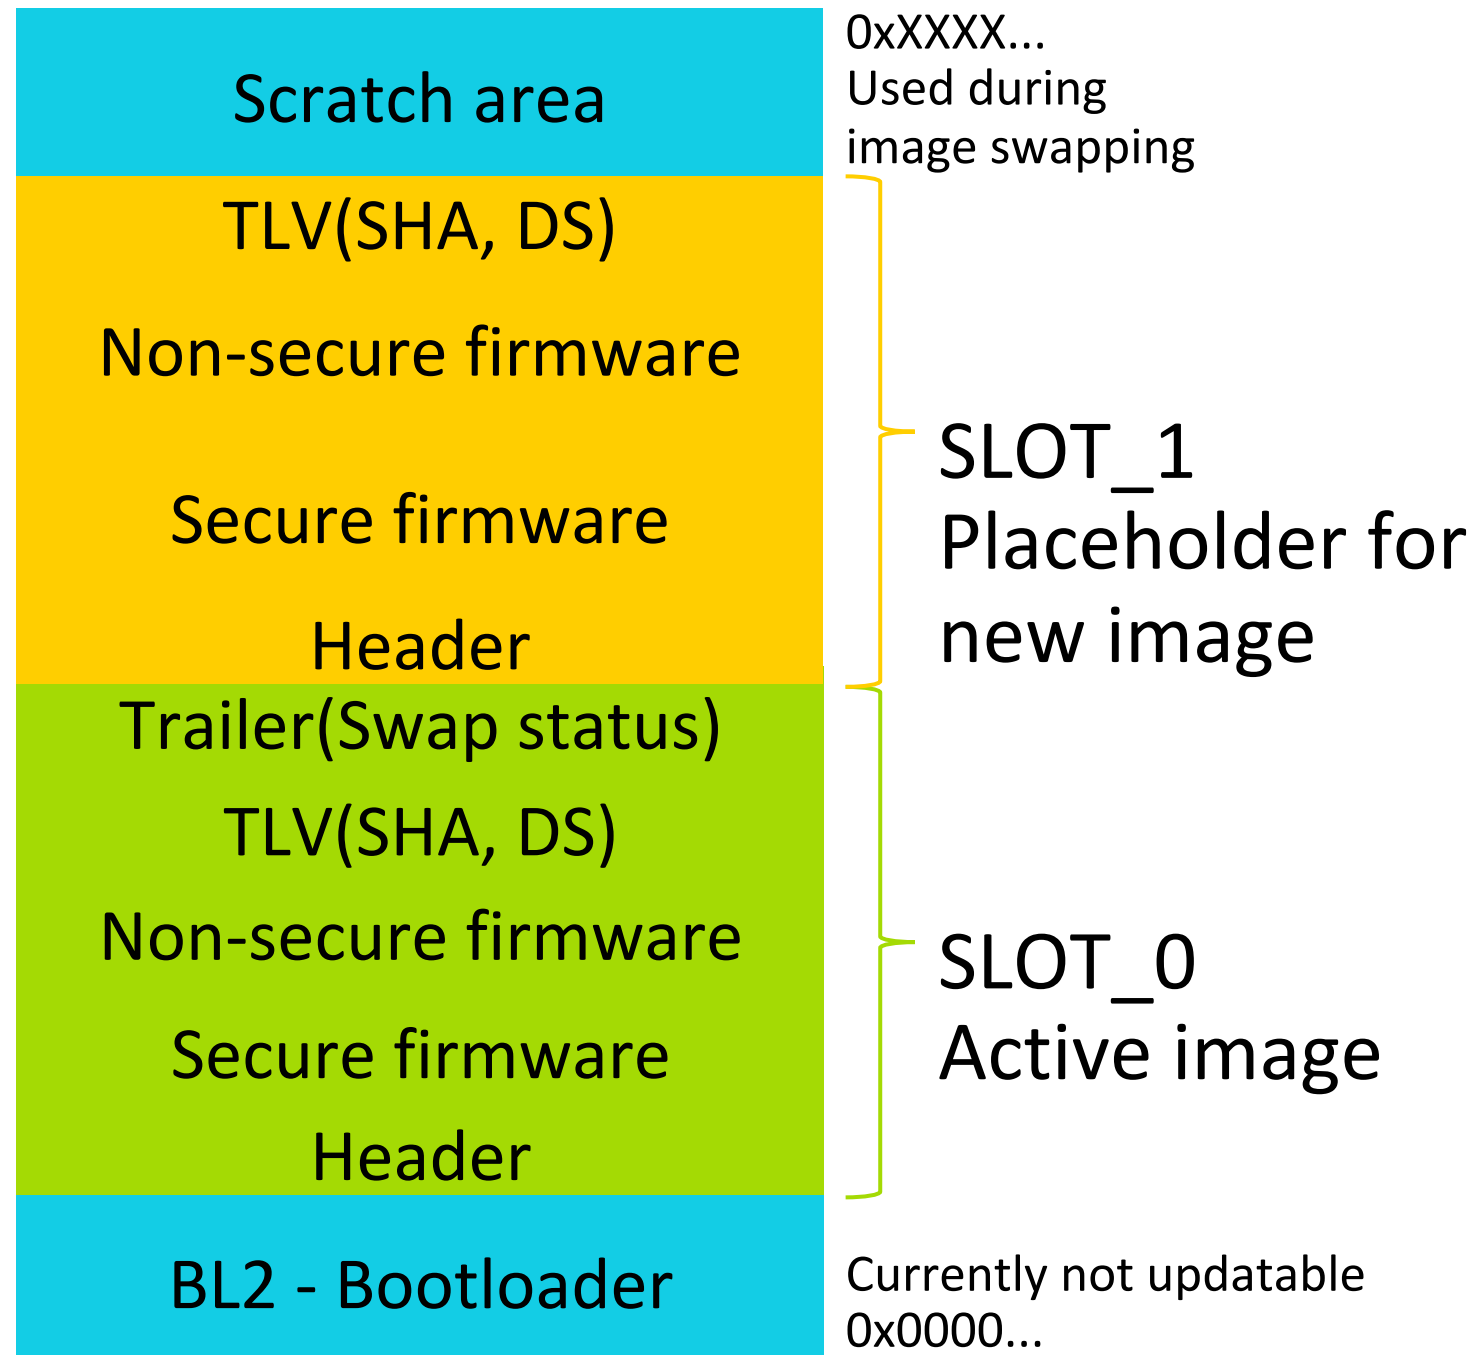 Scratch area
0xXXXX...
Used during
image swapping
TLV(SHA, DS)
Non-secure firmware
Secure firmware
Header
SLOT_1
Placeholder for
new image
Trailer(Swap status)
TLV(SHA, DS)
Non-secure firmware
Secure firmware
Header
SLOT_0
Active image
BL2 - Bootloader
Currently not updatable
0x0000...